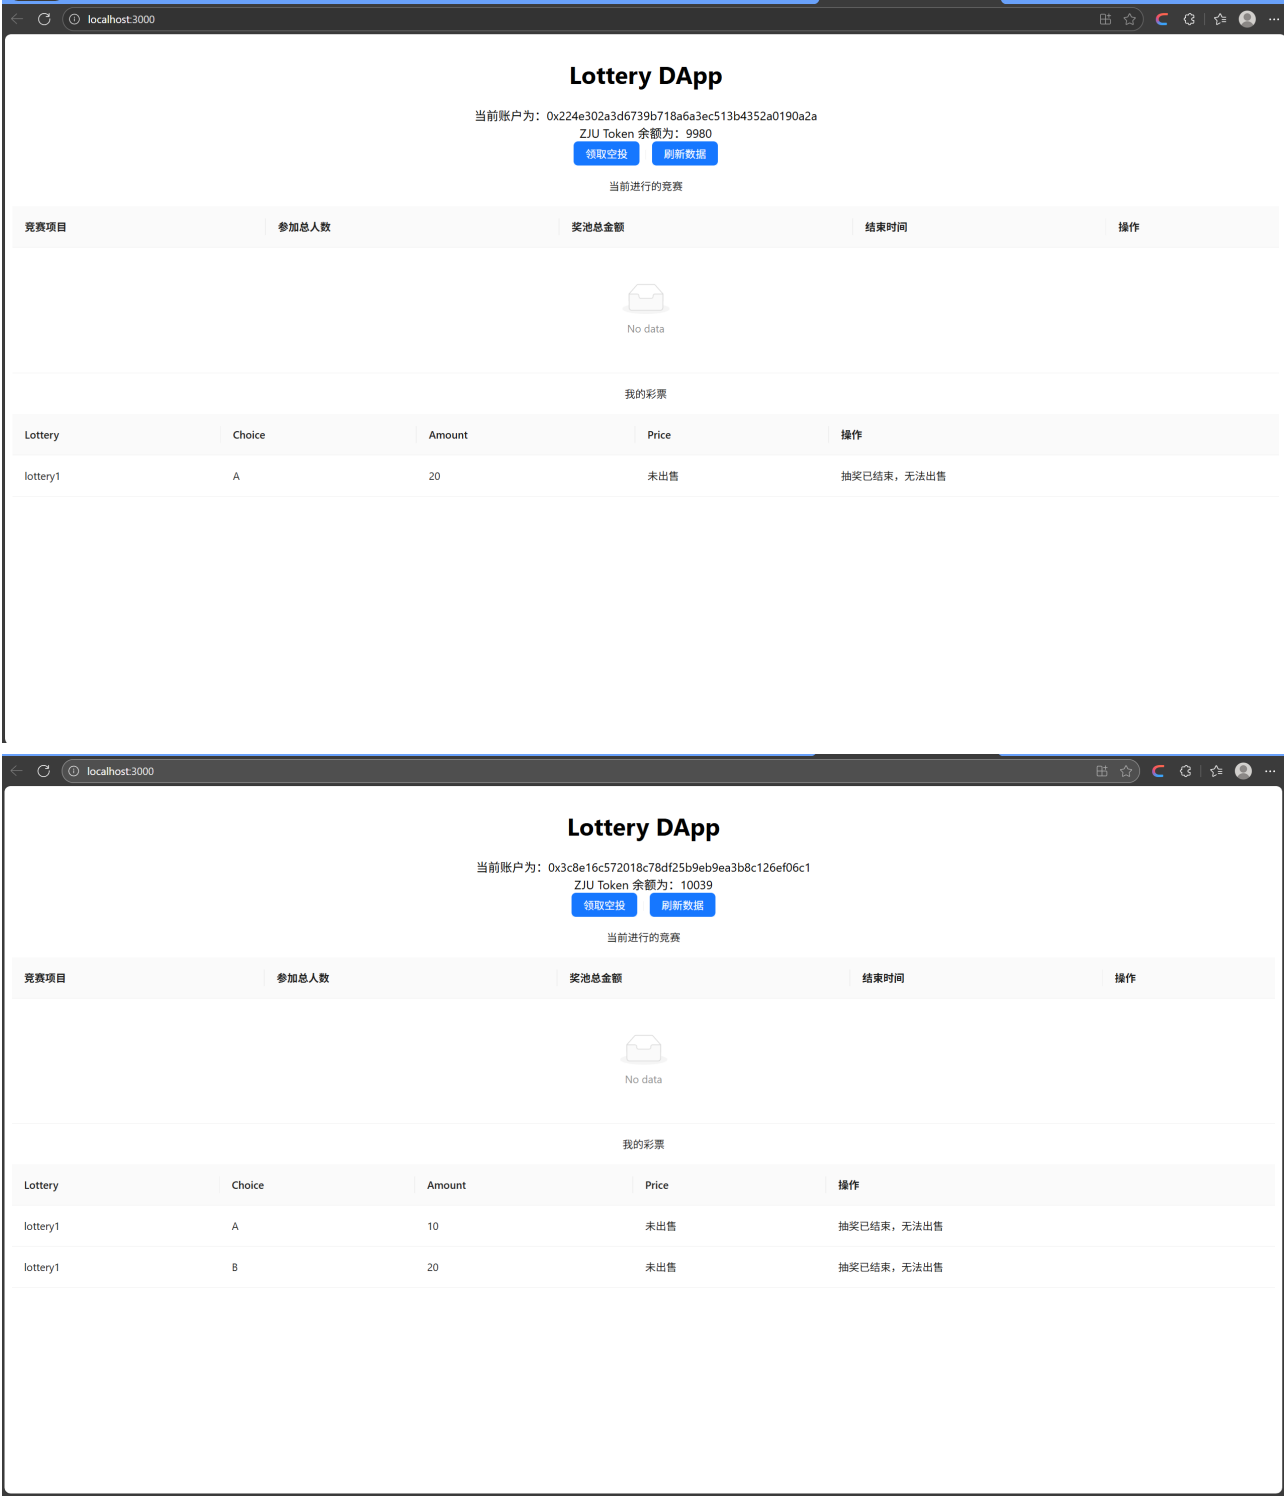 localhost:3000
Lottery DApp
当前账户为：0x224e302a3d6739b718a6a3ec513b4352a0190a2a
ZJU Token 余额为：9980
领取空投 刷新数据
当前进行的竞赛
竞赛项目 参加总人数 奖池总金额 结束时间 操作
No data
我的彩票
Lottery Choice Amount Price 操作
lottery1 A 20 未出售 抽奖已结束，无法出售
localhost:3000
Lottery DApp
当前账户为：0x3c8e16c572018c78df25b9eb9ea3b8c126ef06c1
ZJU Token 余额为：10039
领取空投 刷新数据
当前进行的竞赛
竞赛项目 参加总人数 奖池总金额 结束时间 操作
No data
我的彩票
Lottery Choice Amount Price 操作
lottery1 A 10 未出售 抽奖已结束，无法出售
lottery1 B 20 未出售 抽奖已结束，无法出售